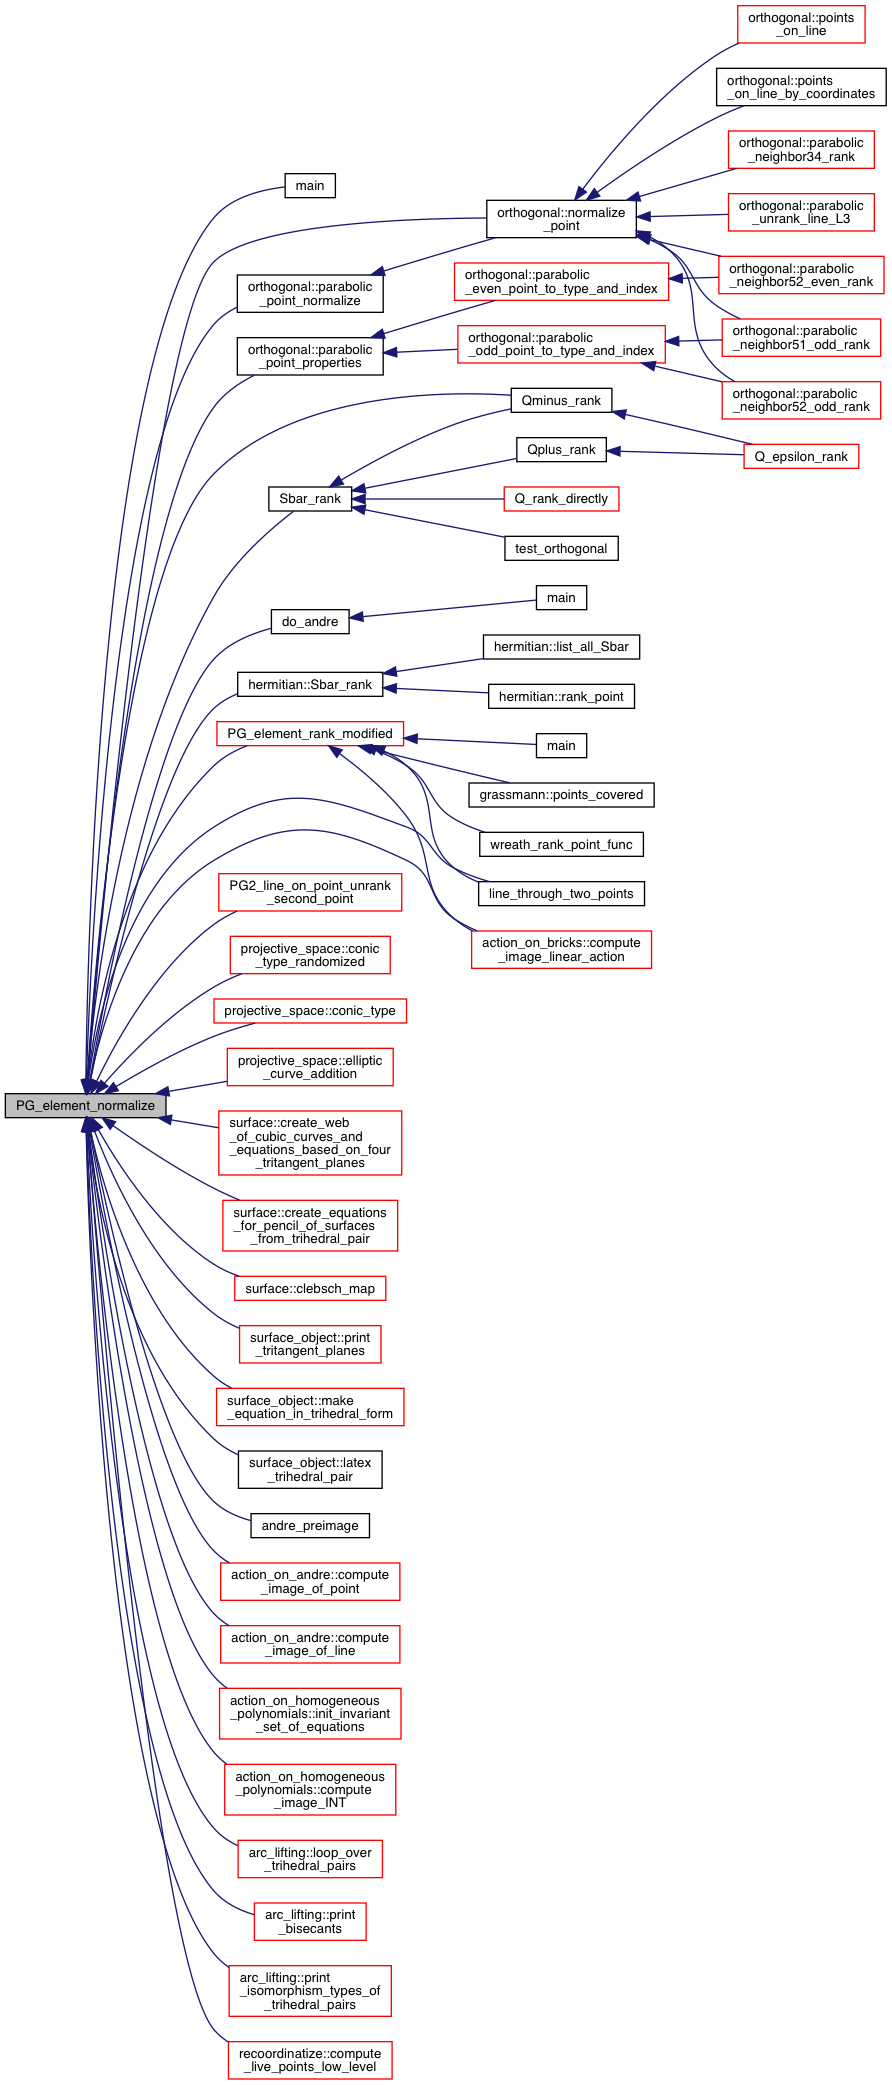 orthogonal::points
_on_line
orthogonal::points
_on_line_by_coordinates
orthogonal::parabolic
_neighbor34_rank
main
orthogonal::normalize
_point
orthogonal::parabolic
_unrank_line_L3
orthogonal::parabolic
_point_normalize
orthogonal::parabolic
_even_point_to_type_and_index
orthogonal::parabolic
_neighbor52_even_rank
orthogonal::parabolic
_point_properties
orthogonal::parabolic
_odd_point_to_type_and_index
orthogonal::parabolic
_neighbor51_odd_rank
orthogonal::parabolic
_neighbor52_odd_rank
Qminus_rank
Qplus_rank
Q_epsilon_rank
Sbar_rank
Q_rank_directly
test_orthogonal
do_andre
main
hermitian::list_all_Sbar
hermitian::Sbar_rank
hermitian::rank_point
PG_element_rank_modified
main
grassmann::points_covered
wreath_rank_point_func
line_through_two_points
PG2_line_on_point_unrank
_second_point
action_on_bricks::compute
_image_linear_action
projective_space::conic
_type_randomized
projective_space::conic_type
projective_space::elliptic
_curve_addition
PG_element_normalize
surface::create_web
_of_cubic_curves_and
_equations_based_on_four
_tritangent_planes
surface::create_equations
_for_pencil_of_surfaces
_from_trihedral_pair
surface::clebsch_map
surface_object::print
_tritangent_planes
surface_object::make
_equation_in_trihedral_form
surface_object::latex
_trihedral_pair
andre_preimage
action_on_andre::compute
_image_of_point
action_on_andre::compute
_image_of_line
action_on_homogeneous
_polynomials::init_invariant
_set_of_equations
action_on_homogeneous
_polynomials::compute
_image_INT
arc_lifting::loop_over
_trihedral_pairs
arc_lifting::print
_bisecants
arc_lifting::print
_isomorphism_types_of
_trihedral_pairs
recoordinatize::compute
_live_points_low_level